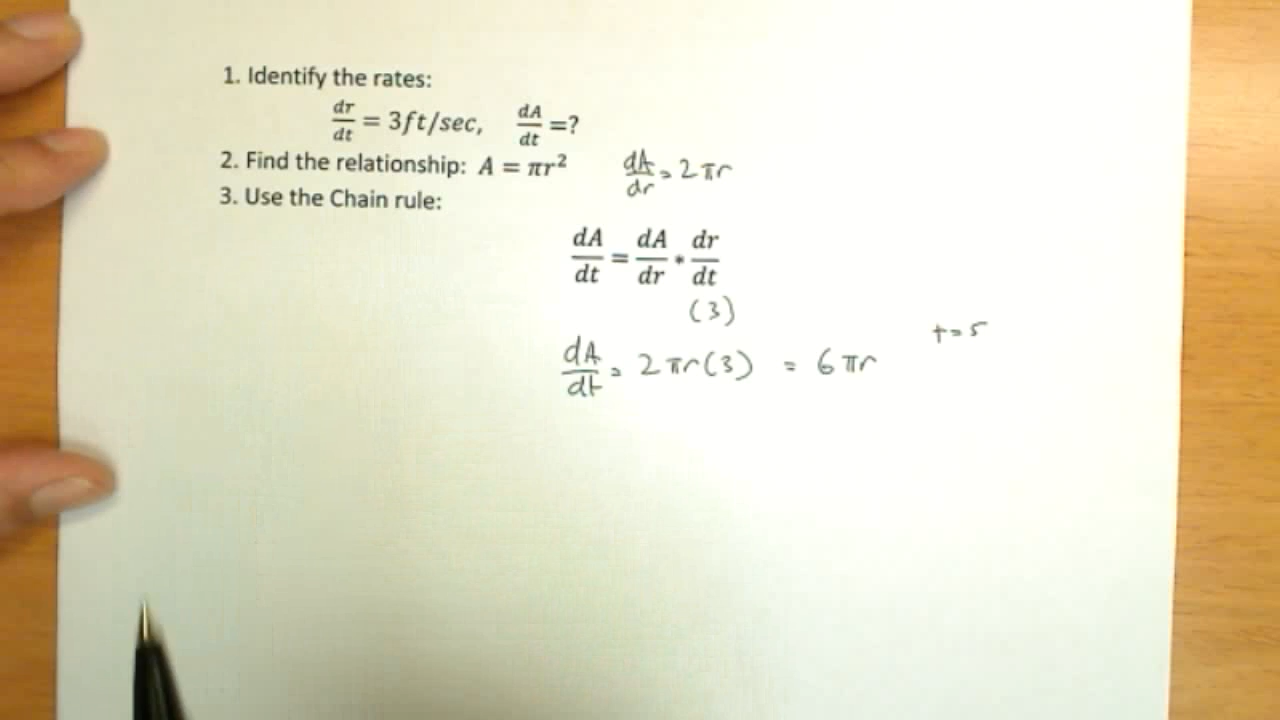 1. Identify the rates:
dr/dt = 3ft/sec, dA/dt =?
2. Find the relationship: A = πr² dA/dr = 2πr
3. Use the Chain rule:
dA/dt = dA/dr * dr/dt
(3)
t=5
dA/dt = 2πr(3) = 6πr